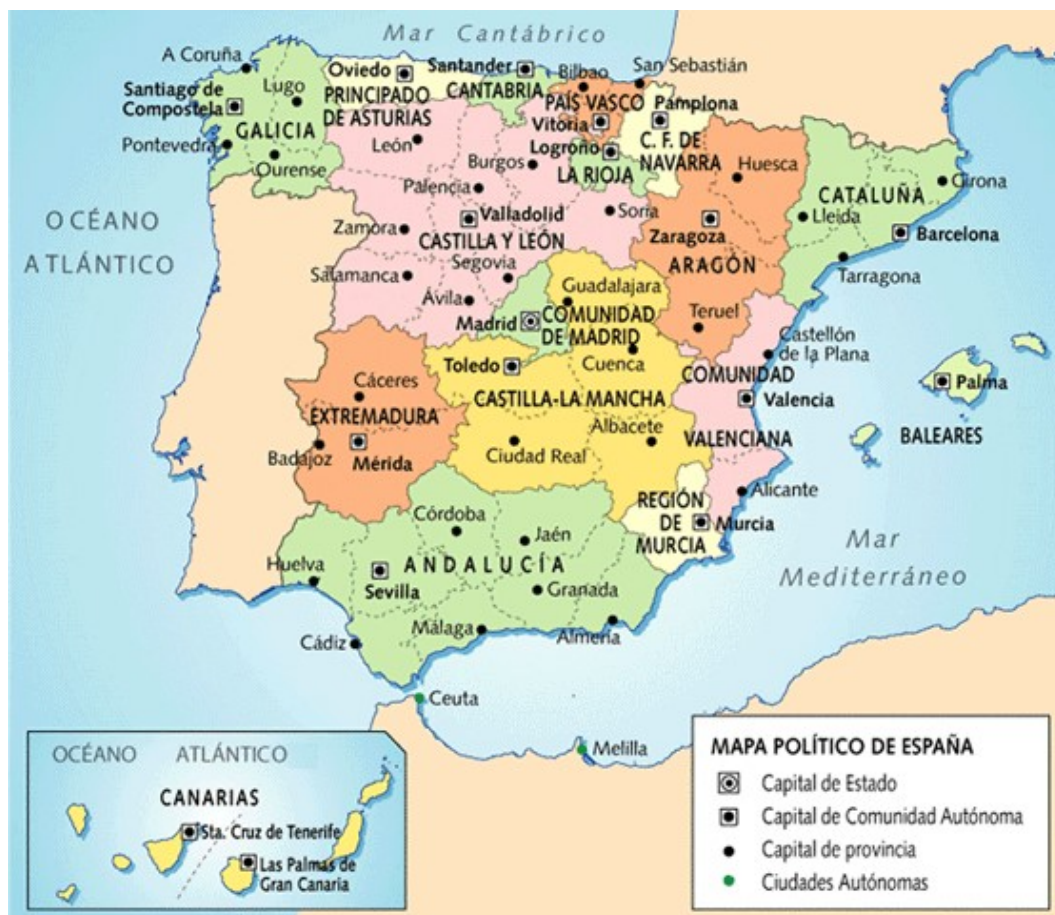 Mar Cantábrico
A Coruña
Oviedo
Santander
Bilbao
San Sebastián
Santiago de
Compostela
Lugo
PRINCIPADO
DE ASTURIAS
CANTABRIA
PAÍS VASCO
Pamplona
Vitoria
GALICIA
León
Burgos
Logroño
C. F. DE
NAVARRA
Pontevedra
Ourense
LA RIOJA
Huesca
Palencia
CATALUÑA
Girona
OCÉANO
ATLÁNTICO
Zamora
Valladolid
Soria
Lleida
CASTILLA Y LEÓN
Zaragoza
Barcelona
Salamanca
Segovia
ARAGÓN
Tarragona
Ávila
Guadalajara
Madrid
COMUNIDAD
DE MADRID
Teruel
Castellón
de la Plana
Toledo
Cuenca
Cáceres
CASTILLA-LA MANCHA
COMUNIDAD
VALENCIANA
Valencia
Palma
EXTREMADURA
Albacete
BALEARES
Badajoz
Mérida
Ciudad Real
Alicante
REGIÓN
DE
MURCIA
Murcia
Córdoba
Jaén
Mar
Mediterráneo
Huelva
ANDALUCÍA
Sevilla
Granada
Cádiz
Málaga
Almería
Ceuta
Melilla
OCÉANO ATLÁNTICO
CANARIAS
Sta. Cruz de Tenerife
Las Palmas de
Gran Canaria
MAPA POLÍTICO DE ESPAÑA
Capital de Estado
Capital de Comunidad Autónoma
Capital de provincia
Ciudades Autónomas